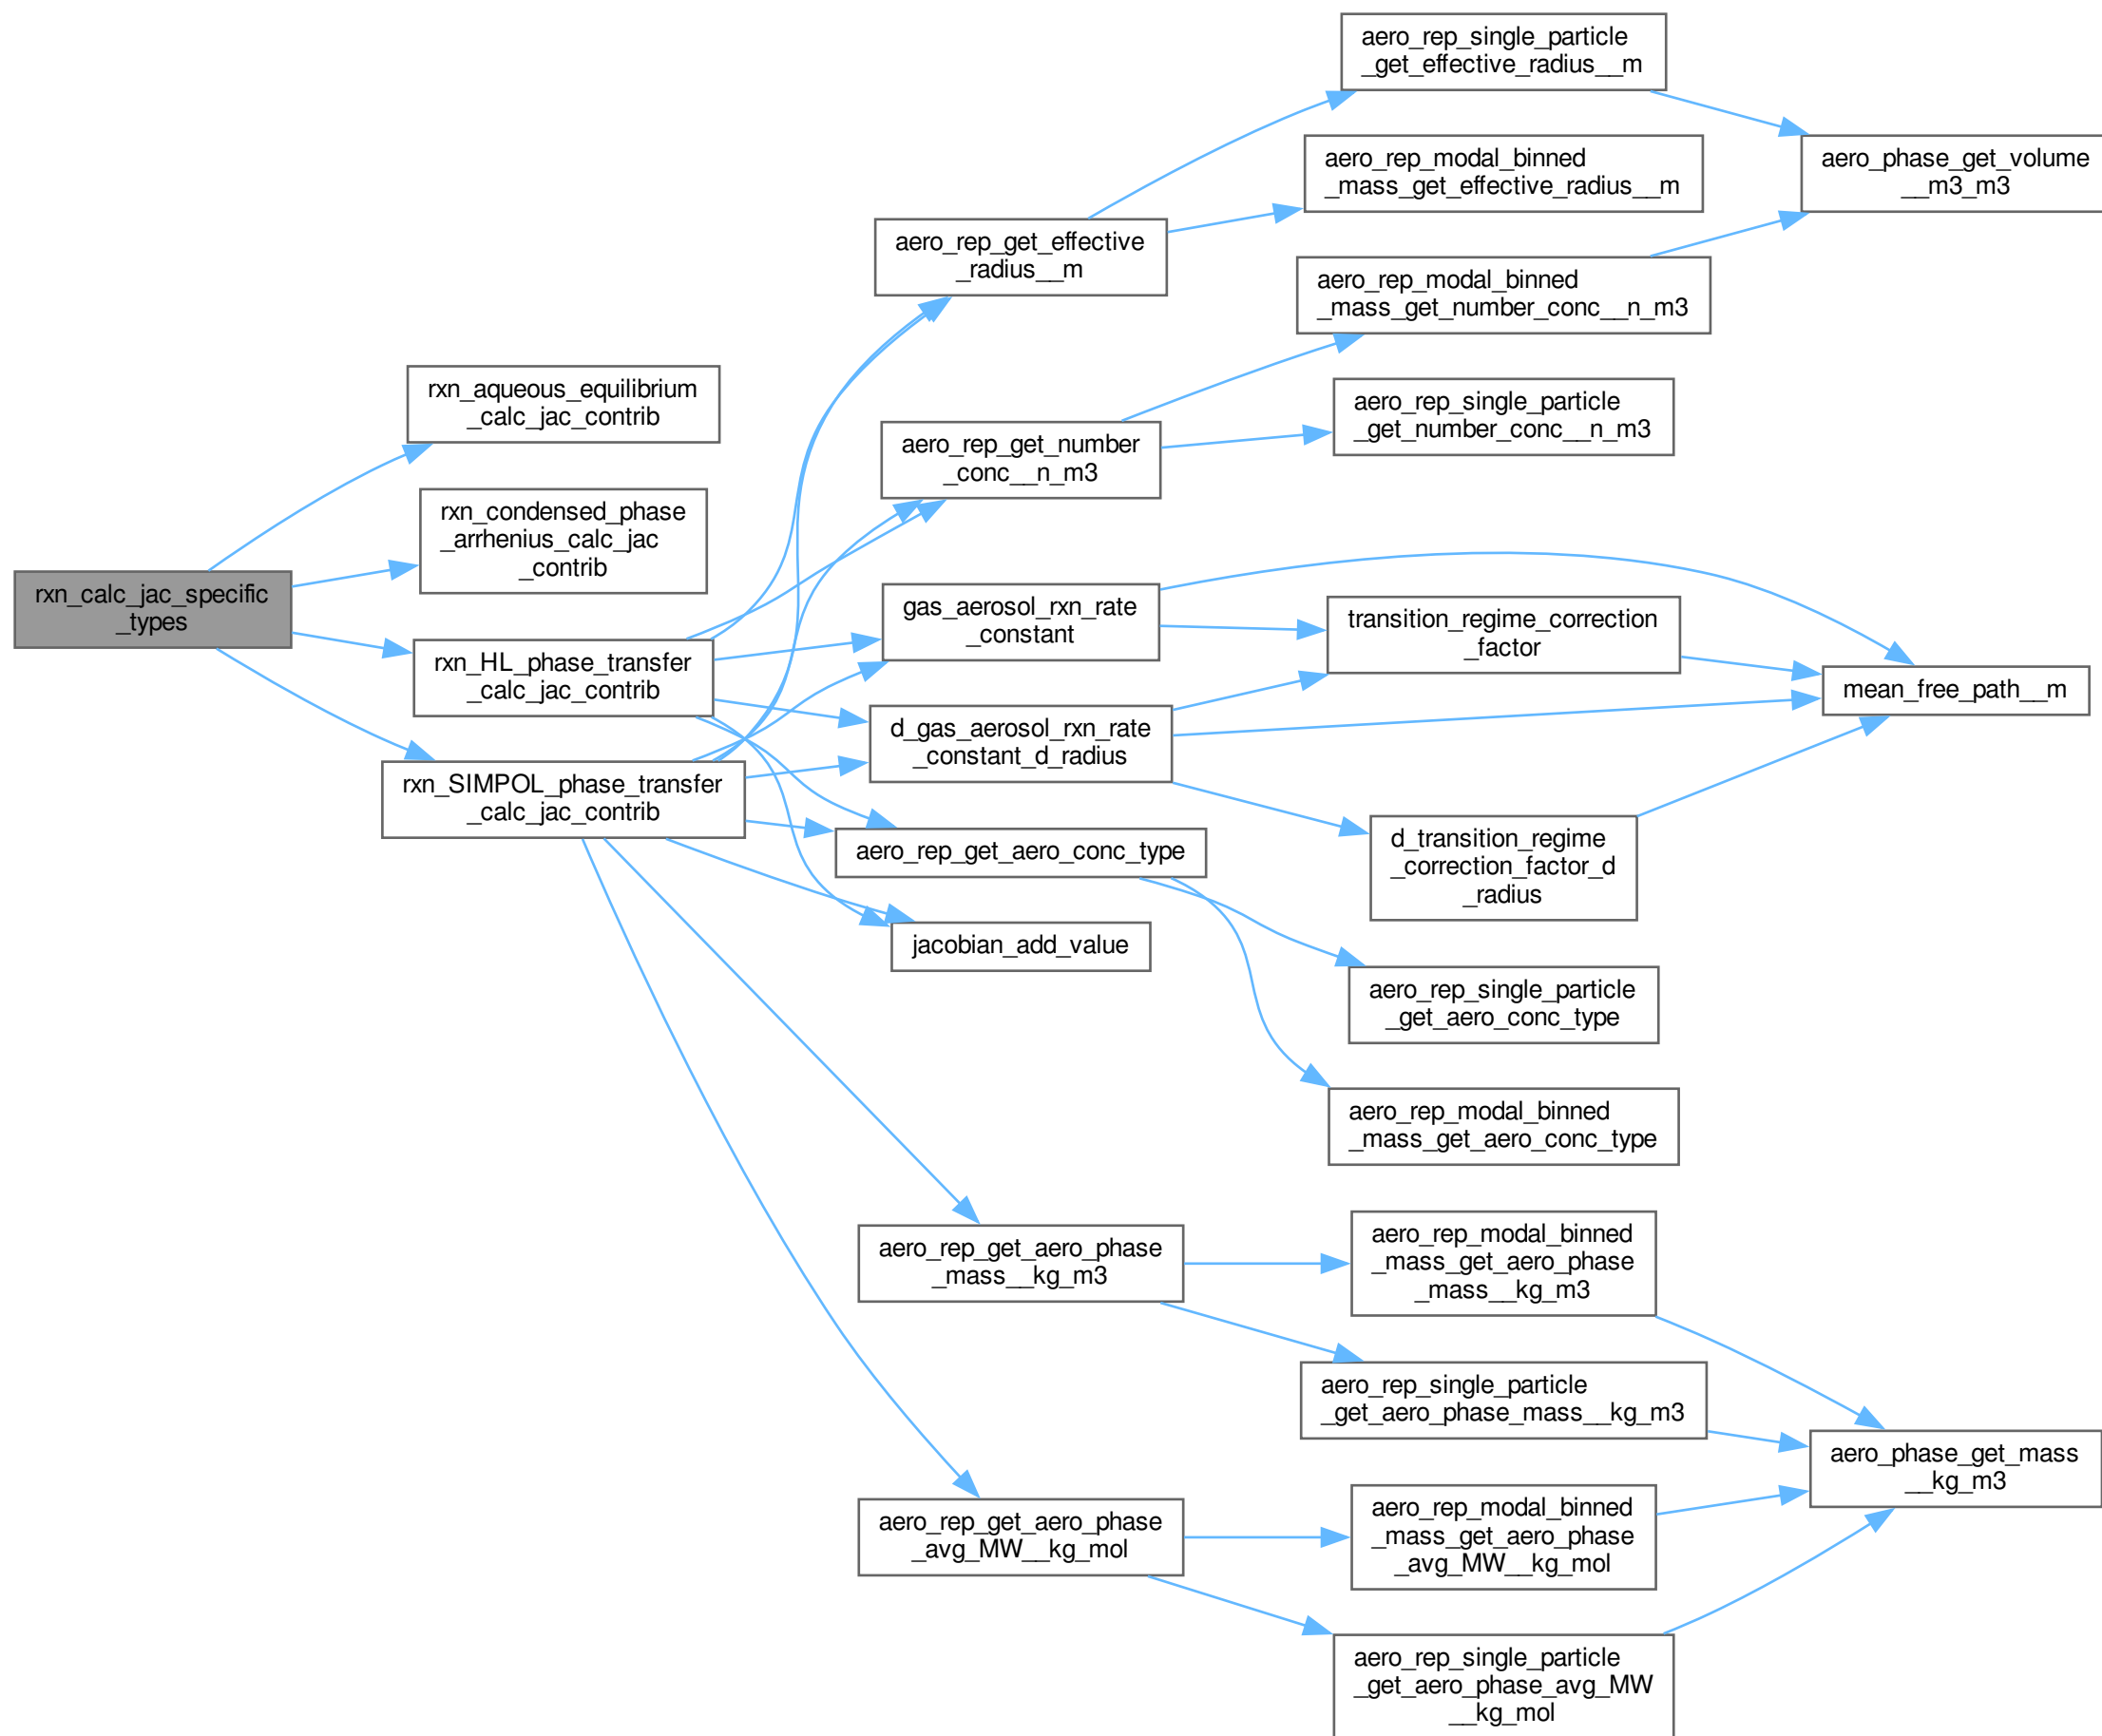 rxn_calc_jac_specific
_types
rxn_aqueous_equilibrium
_calc_jac_contrib
rxn_condensed_phase
_arrhenius_calc_jac
_contrib
rxn_HL_phase_transfer
_calc_jac_contrib
rxn_SIMPOL_phase_transfer
_calc_jac_contrib
aero_rep_get_effective
_radius__m
aero_rep_get_number
_conc__n_m3
gas_aerosol_rxn_rate
_constant
d_gas_aerosol_rxn_rate
_constant_d_radius
aero_rep_get_aero_conc_type
jacobian_add_value
aero_rep_get_aero_phase
_mass__kg_m3
aero_rep_get_aero_phase
_avg_MW__kg_mol
aero_rep_single_particle
_get_effective_radius__m
aero_rep_modal_binned
_mass_get_effective_radius__m
aero_rep_modal_binned
_mass_get_number_conc__n_m3
aero_rep_single_particle
_get_number_conc__n_m3
transition_regime_correction
_factor
d_transition_regime
_correction_factor_d
_radius
aero_rep_single_particle
_get_aero_conc_type
aero_rep_modal_binned
_mass_get_aero_conc_type
aero_rep_modal_binned
_mass_get_aero_phase
_mass__kg_m3
aero_rep_single_particle
_get_aero_phase_mass__kg_m3
aero_rep_modal_binned
_mass_get_aero_phase
_avg_MW__kg_mol
aero_rep_single_particle
_get_aero_phase_avg_MW
__kg_mol
aero_phase_get_volume
__m3_m3
mean_free_path__m
aero_phase_get_mass
__kg_m3